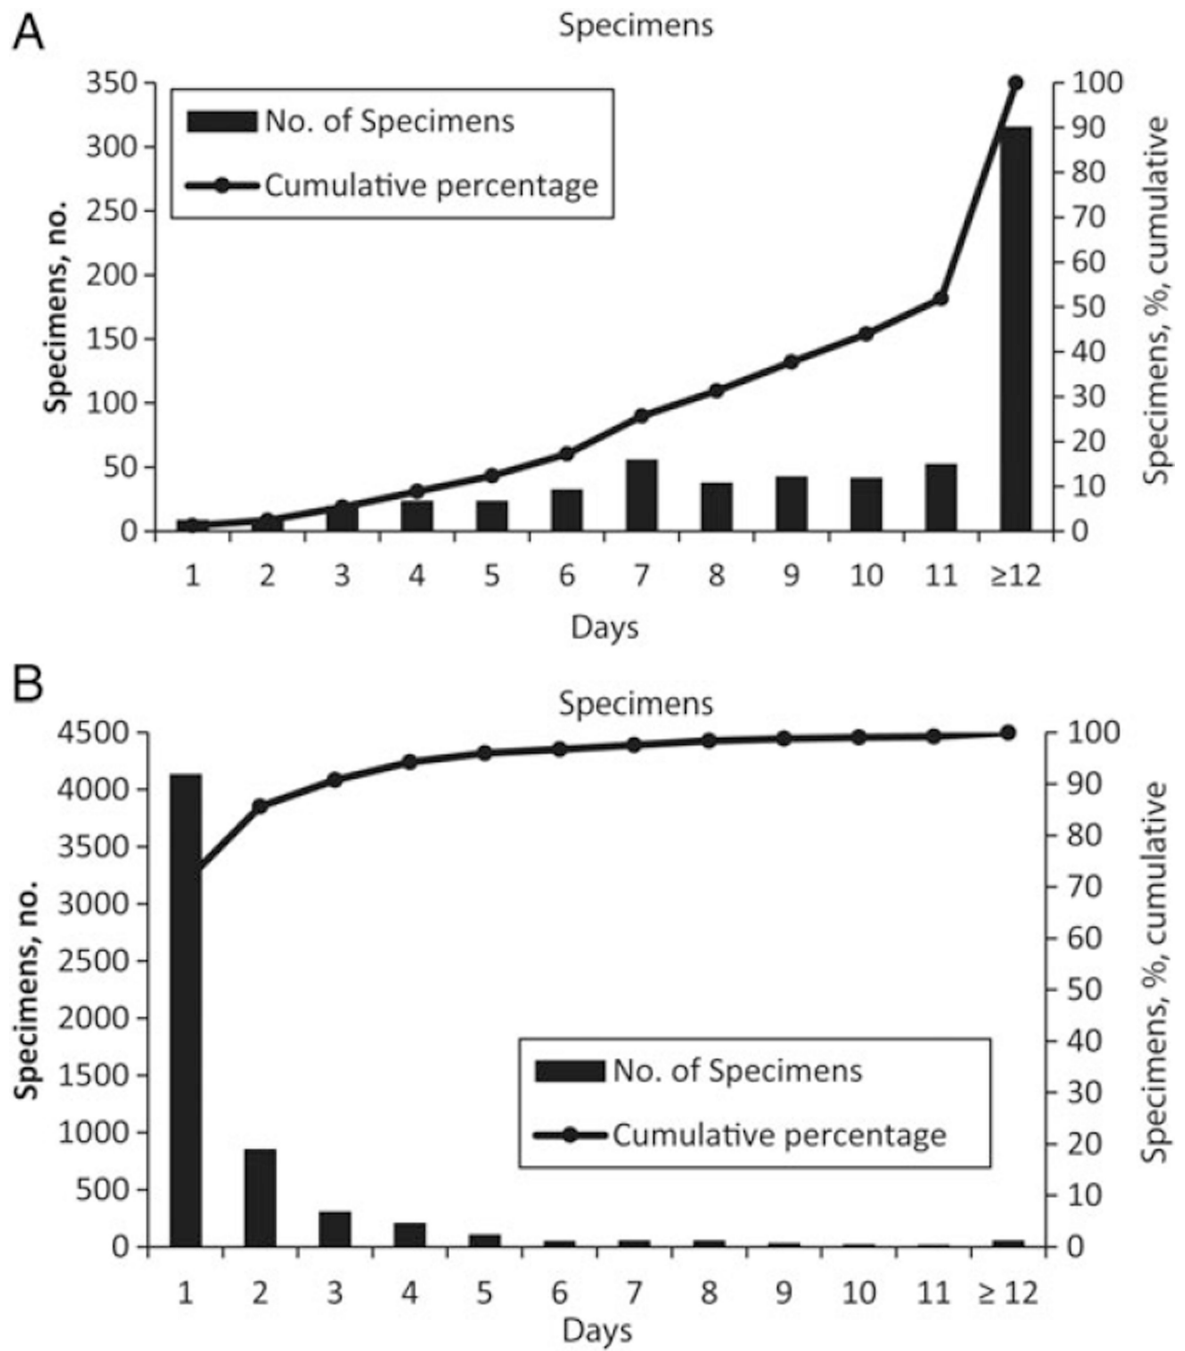 A
Specimens
350
300
250
200
150
100
50
0
Specimens, no.
No. of Specimens
Cumulative percentage
100
90
80
70
60
50
40
30
20
10
0
Specimens, %, cumulative
1 2 3 4 5 6 7 8 9 10 11 ≥12
Days
B
Specimens
4500
4000
3500
3000
2500
2000
1500
1000
500
0
Specimens, no.
No. of Specimens
Cumulative percentage
100
90
80
70
60
50
40
30
20
10
0
Specimens, %, cumulative
1 2 3 4 5 6 7 8 9 10 11 ≥ 12
Days